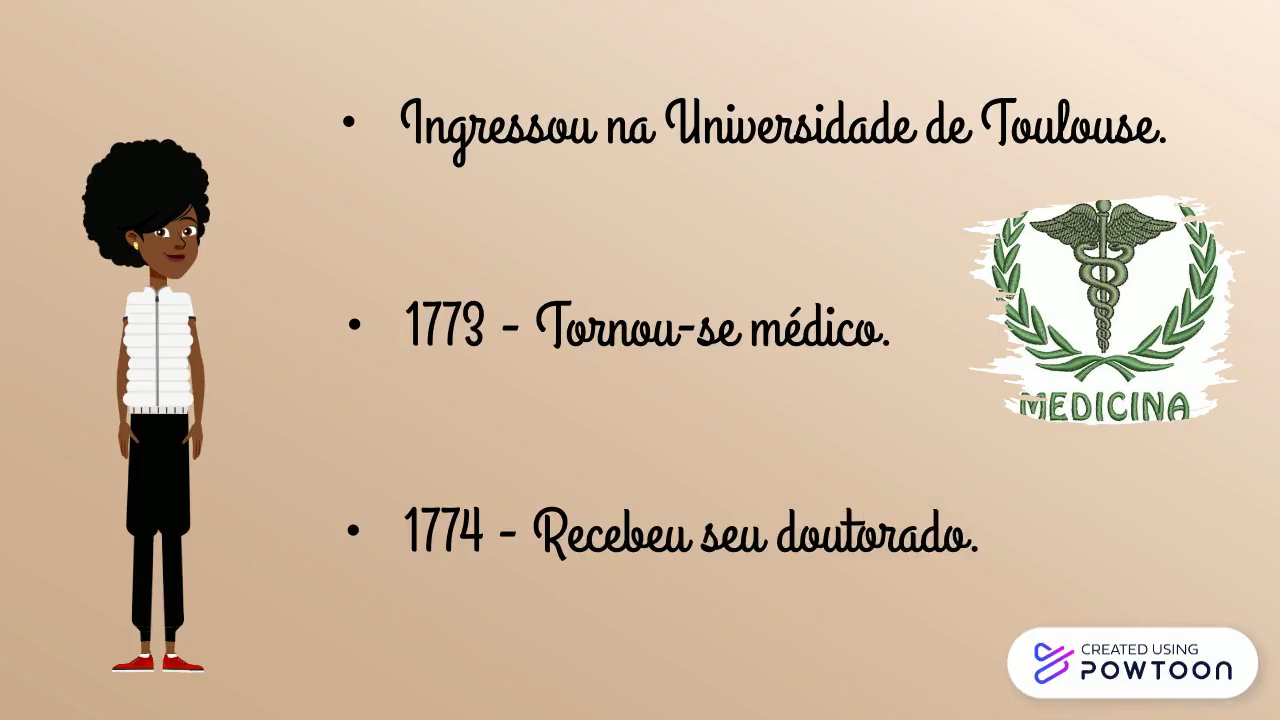 • Ingressou na Universidade de Toulouse.
• 1773 - Tornou-se médico.
MEDICINA
• 1774 - Recebeu seu doutorado.
CREATED USING
POWTOON